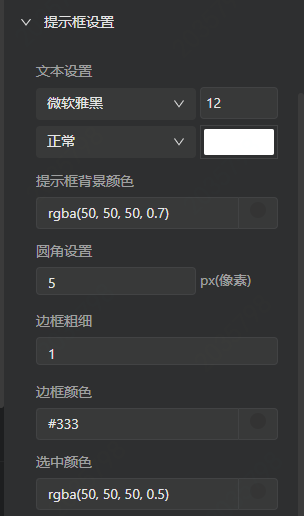 提示框设置
文本设置
微软雅黑 12
正常
提示框背景颜色
rgba(50, 50, 50, 0.7)
圆角设置
5 px(像素)
边框粗细
1
边框颜色
#333
选中颜色
rgba(50, 50, 50, 0.5)